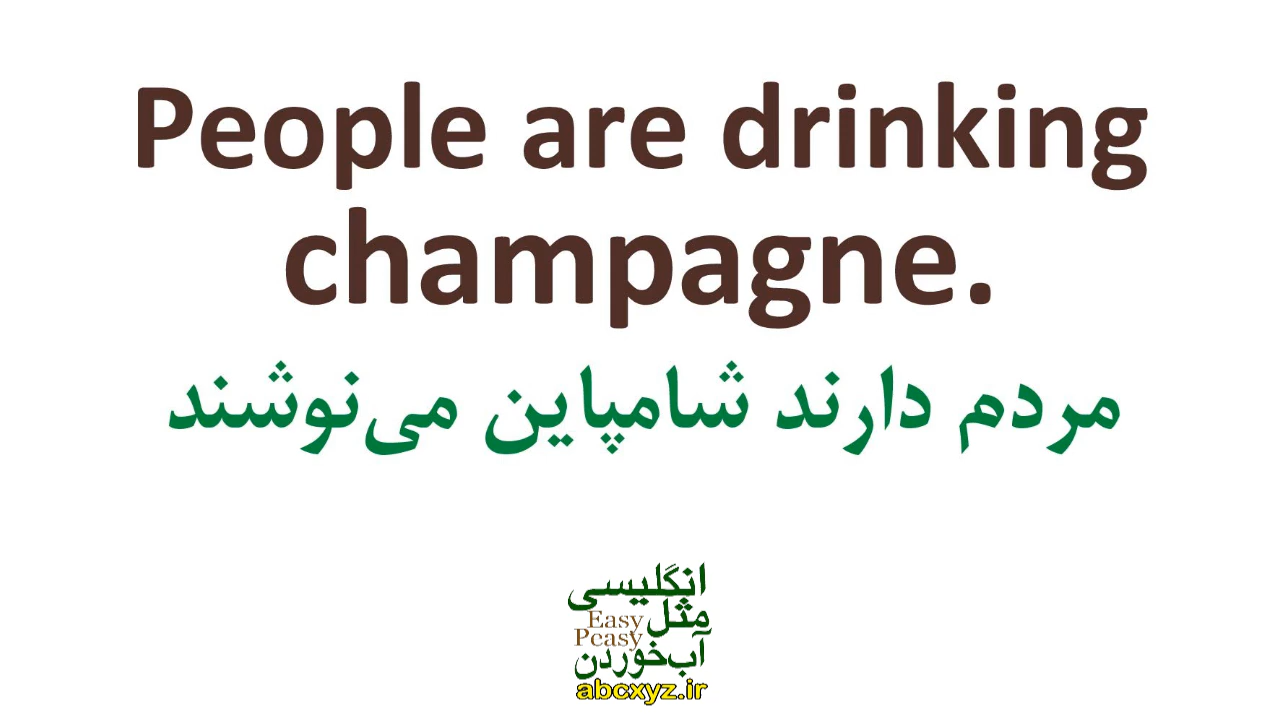 People are drinking
champagne.
مردم دارند شامپاین می‌نوشند
انگلیسی
مثل
Easy
Peasy
آب‌خوردن
abcxyz.ir